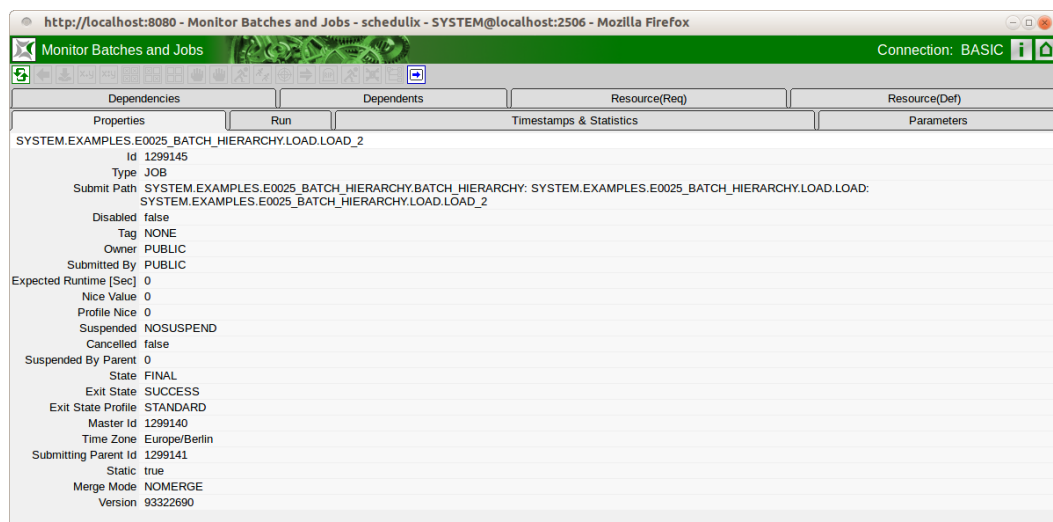 http://localhost:8080 - Monitor Batches and Jobs - schedulix - SYSTEM@localhost:2506 - Mozilla Firefox
Monitor Batches and Jobs Connection: BASIC
Dependencies Dependents Resource(Req) Resource(Def)
Properties Run Timestamps & Statistics Parameters
SYSTEM.EXAMPLES.E0025_BATCH_HIERARCHY.LOAD.LOAD_2
Id 1299145
Type JOB
Submit Path SYSTEM.EXAMPLES.E0025_BATCH_HIERARCHY.BATCH_HIERARCHY: SYSTEM.EXAMPLES.E0025_BATCH_HIERARCHY.LOAD.LOAD:
SYSTEM.EXAMPLES.E0025_BATCH_HIERARCHY.LOAD.LOAD_2
Disabled false
Tag NONE
Owner PUBLIC
Submitted By PUBLIC
Expected Runtime [Sec] 0
Nice Value 0
Profile Nice 0
Suspended NOSUSPEND
Cancelled false
Suspended By Parent 0
State FINAL
Exit State SUCCESS
Exit State Profile STANDARD
Master Id 1299140
Time Zone Europe/Berlin
Submitting Parent Id 1299141
Static true
Merge Mode NOMERGE
Version 93322690